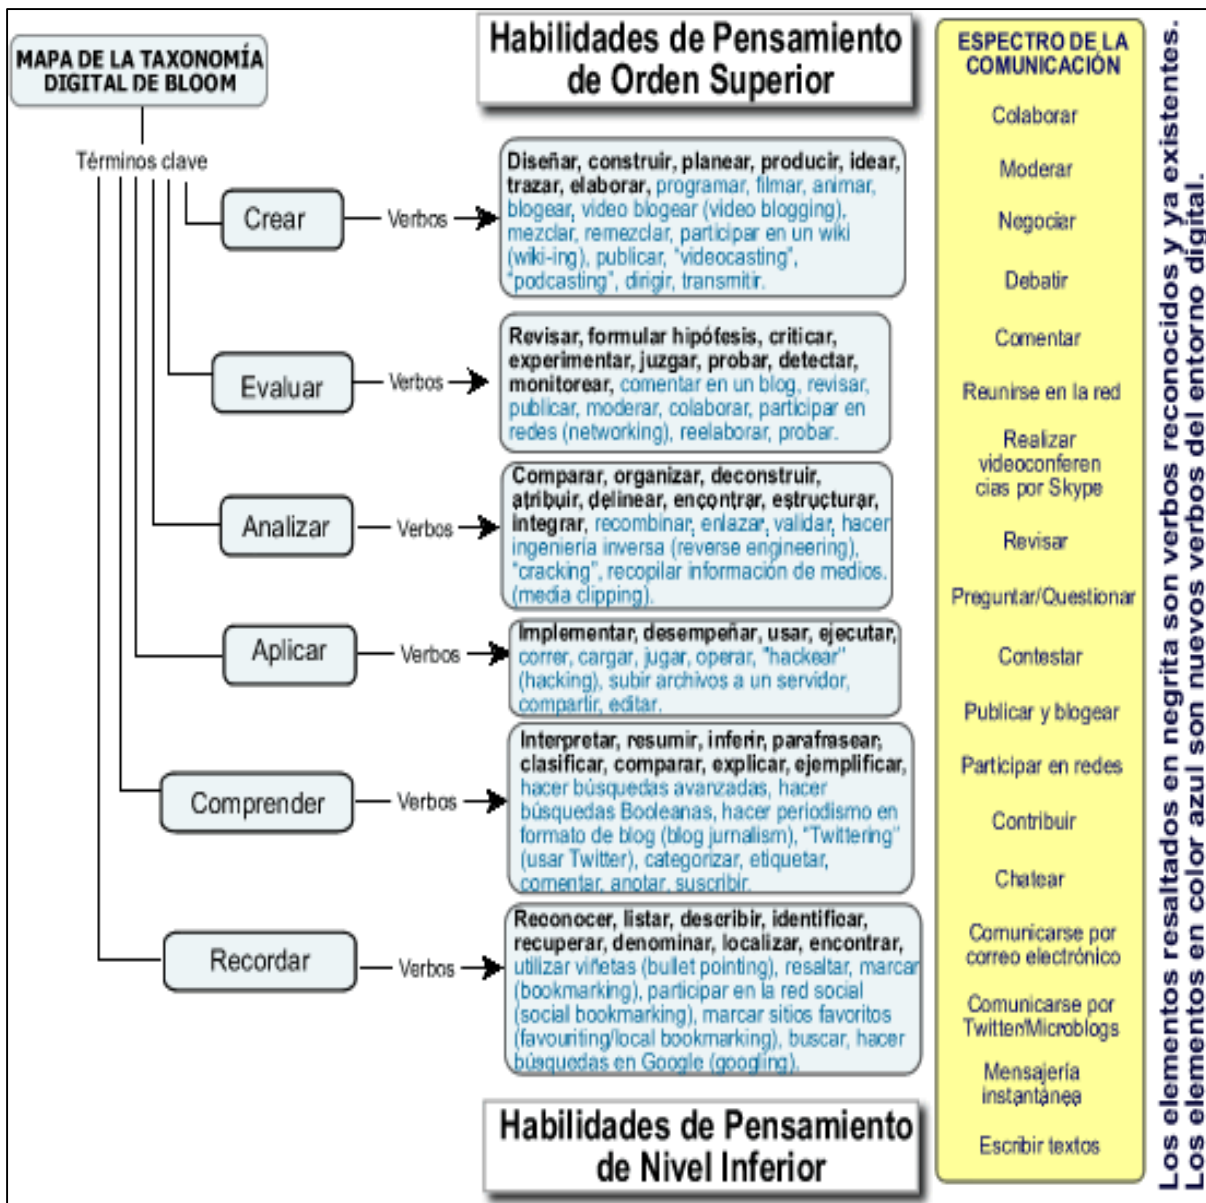 MAPA DE LA TAXONOMÍA
DIGITAL DE BLOOM
Términos clave
Habilidades de Pensamiento
de Orden Superior
Crear
Verbos
Diseñar, construir, planear, producir, idear,
trazar, elaborar, programar, filmar, animar,
blogear, video blogear (video blogging),
mezclar, remezclar, participar en un wiki
(wiki-ing), publicar, "videocasting",
"podcasting", dirigir, transmitir.
Evaluar
Verbos
Revisar, formular hipófesis, criticar,
experimentar, juzgar, probar, detectar,
monitorear, comentar en un blog, revisar,
publicar, moderar, colaborar, participar en
redes (networking), reelaborar, probar.
Analizar
Verbos
Comparar, organizar, deconstruir,
atribuir, delinear, encontrar, estructurar,
integrar, recombinar, enlazar, validar, hacer
ingeniería inversa (reverse engineering),
"cracking", recopilar información de medios.
(media clipping).
Aplicar
Verbos
Implementar, desempeñar, usar, ejecutar,
correr, cargar, jugar, operar, "hackear"
(hacking), subir archivos a un servidor,
compartir, editar.
Comprender
Verbos
Interpretar, resumir, inferir, parafrasear,
clasificar, comparar, explicar, ejemplificar,
hacer búsquedas avanzadas, hacer
búsquedas Booleanas, hacer periodismo en
formato de blog (blog jurnalism), "Twittering"
(usar Twitter), categorizar, etiquetar,
comentar, anotar, suscribir.
Recordar
Verbos
Reconocer, listar, describir, identificar,
recuperar, denominar, localizar, encontrar,
utilizar viñetas (bullet pointing), resaltar, marcar
(bookmarking), participar en la red social
(social bookmarking), marcar sitios favoritos
(favouriting/local bookmarking), buscar, hacer
búsquedas en Google (googling).
Habilidades de Pensamiento
de Nivel Inferior
ESPECTRO DE LA
COMUNICACIÓN
Colaborar
Moderar
Negociar
Debatir
Comentar
Reunirse en la red
Realizar
videoconferen
cias por Skype
Revisar
Preguntar/Questionar
Contestar
Publicar y blogear
Participar en redes
Contribuir
Chatear
Comunicarse por
correo electrónico
Comunicarse por
Twitter/Microblogs
Mensajería
instantánea
Escribir textos
Los elementos resaltados en negrita son verbos reconocidos y ya existentes.
Los elementos en color azul son nuevos verbos del entorno digital.